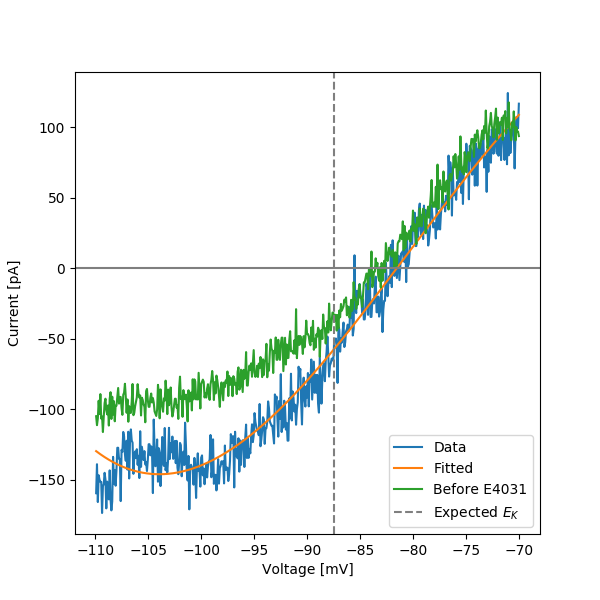 100
50
0
−50
−100
−150
Current [pA]
Data
Fitted
Before E4031
Expected $E_K$
−110 −105 −100 −95 −90 −85 −80 −75 −70
Voltage [mV]